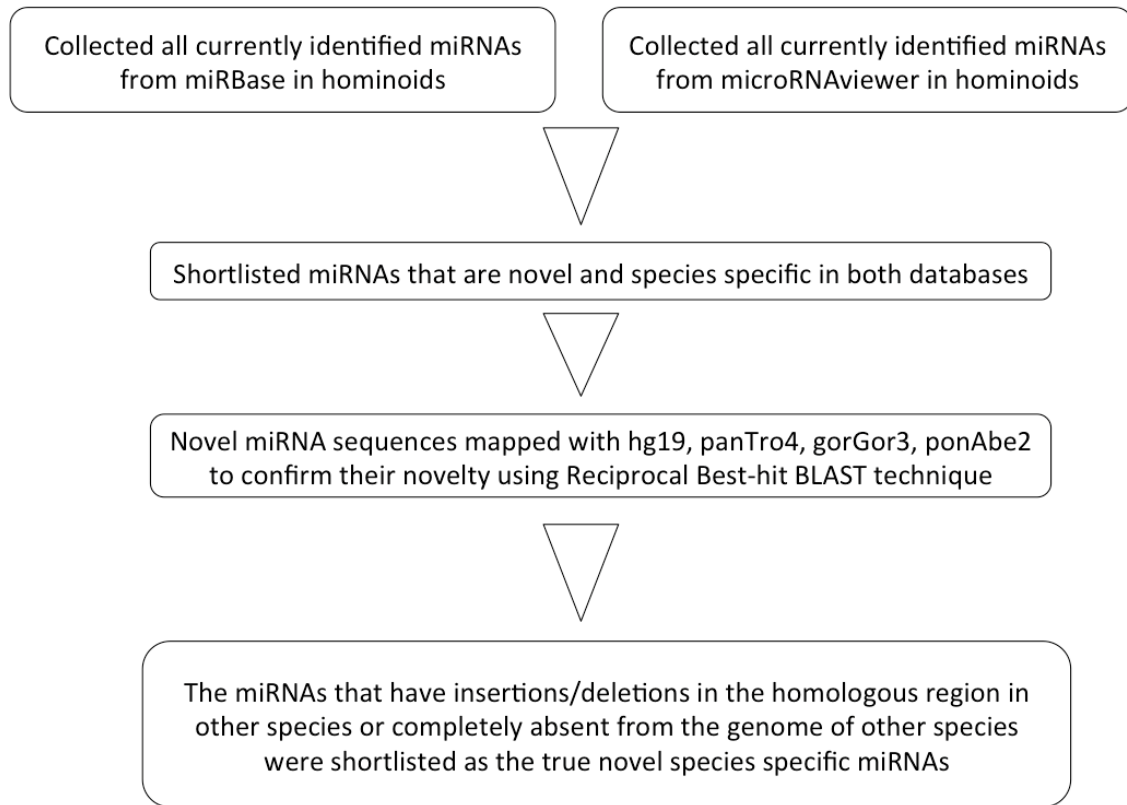 Collected all currently identified miRNAs
from miRBase in hominoids
Collected all currently identified miRNAs
from microRNAviewer in hominoids
Shortlisted miRNAs that are novel and species specific in both databases
Novel miRNA sequences mapped with hg19, panTro4, gorGor3, ponAbe2
to confirm their novelty using Reciprocal Best-hit BLAST technique
The miRNAs that have insertions/deletions in the homologous region in
other species or completely absent from the genome of other species
were shortlisted as the true novel species specific miRNAs